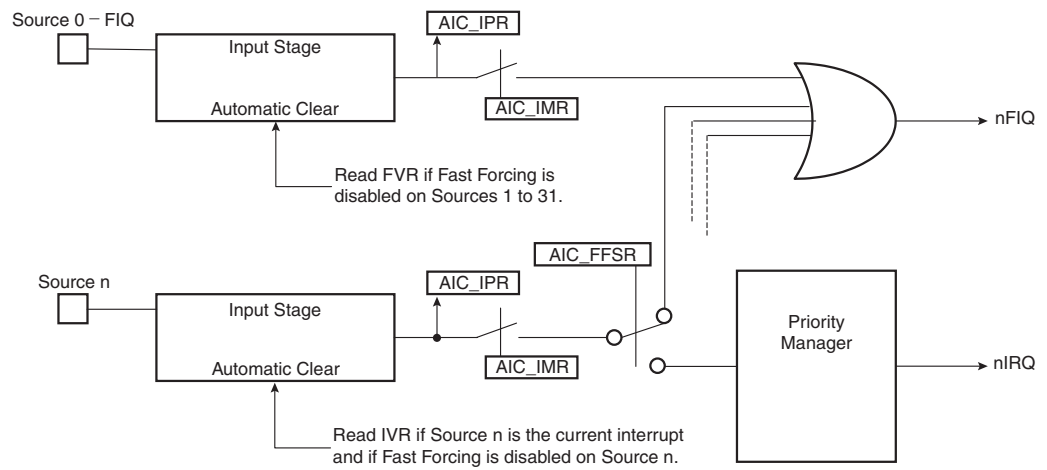 Source 0 – FIQ
AIC_IPR
Input Stage
Automatic Clear
AIC_IMR
nFIQ
Read FVR if Fast Forcing is
disabled on Sources 1 to 31.
AIC_FFSR
Source n
AIC_IPR
Input Stage
Priority
Manager
Automatic Clear
AIC_IMR
nIRQ
Read IVR if Source n is the current interrupt
and if Fast Forcing is disabled on Source n.